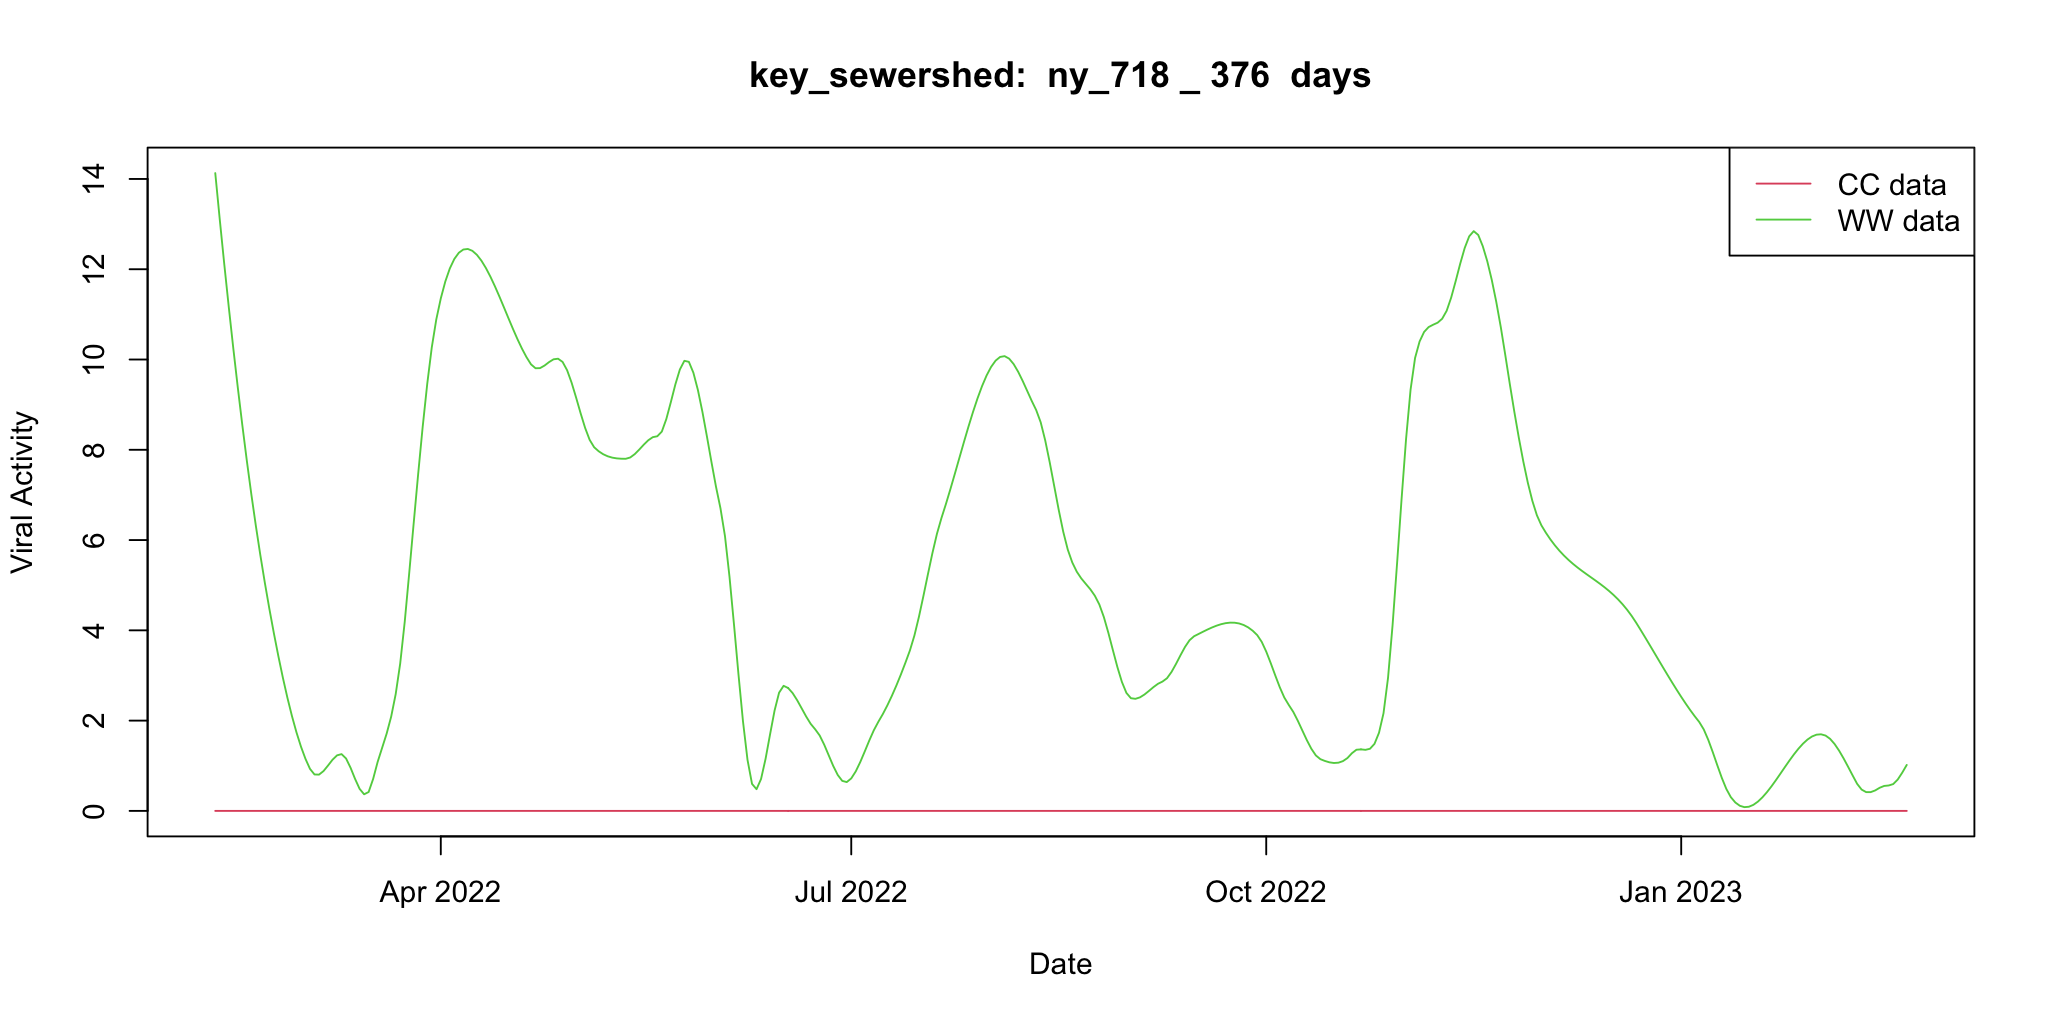 key_sewershed:  ny_718 _ 376  days
CC data
WW data
Viral Activity
14
12
10
8
6
4
2
0
Apr 2022
Jul 2022
Oct 2022
Jan 2023
Date